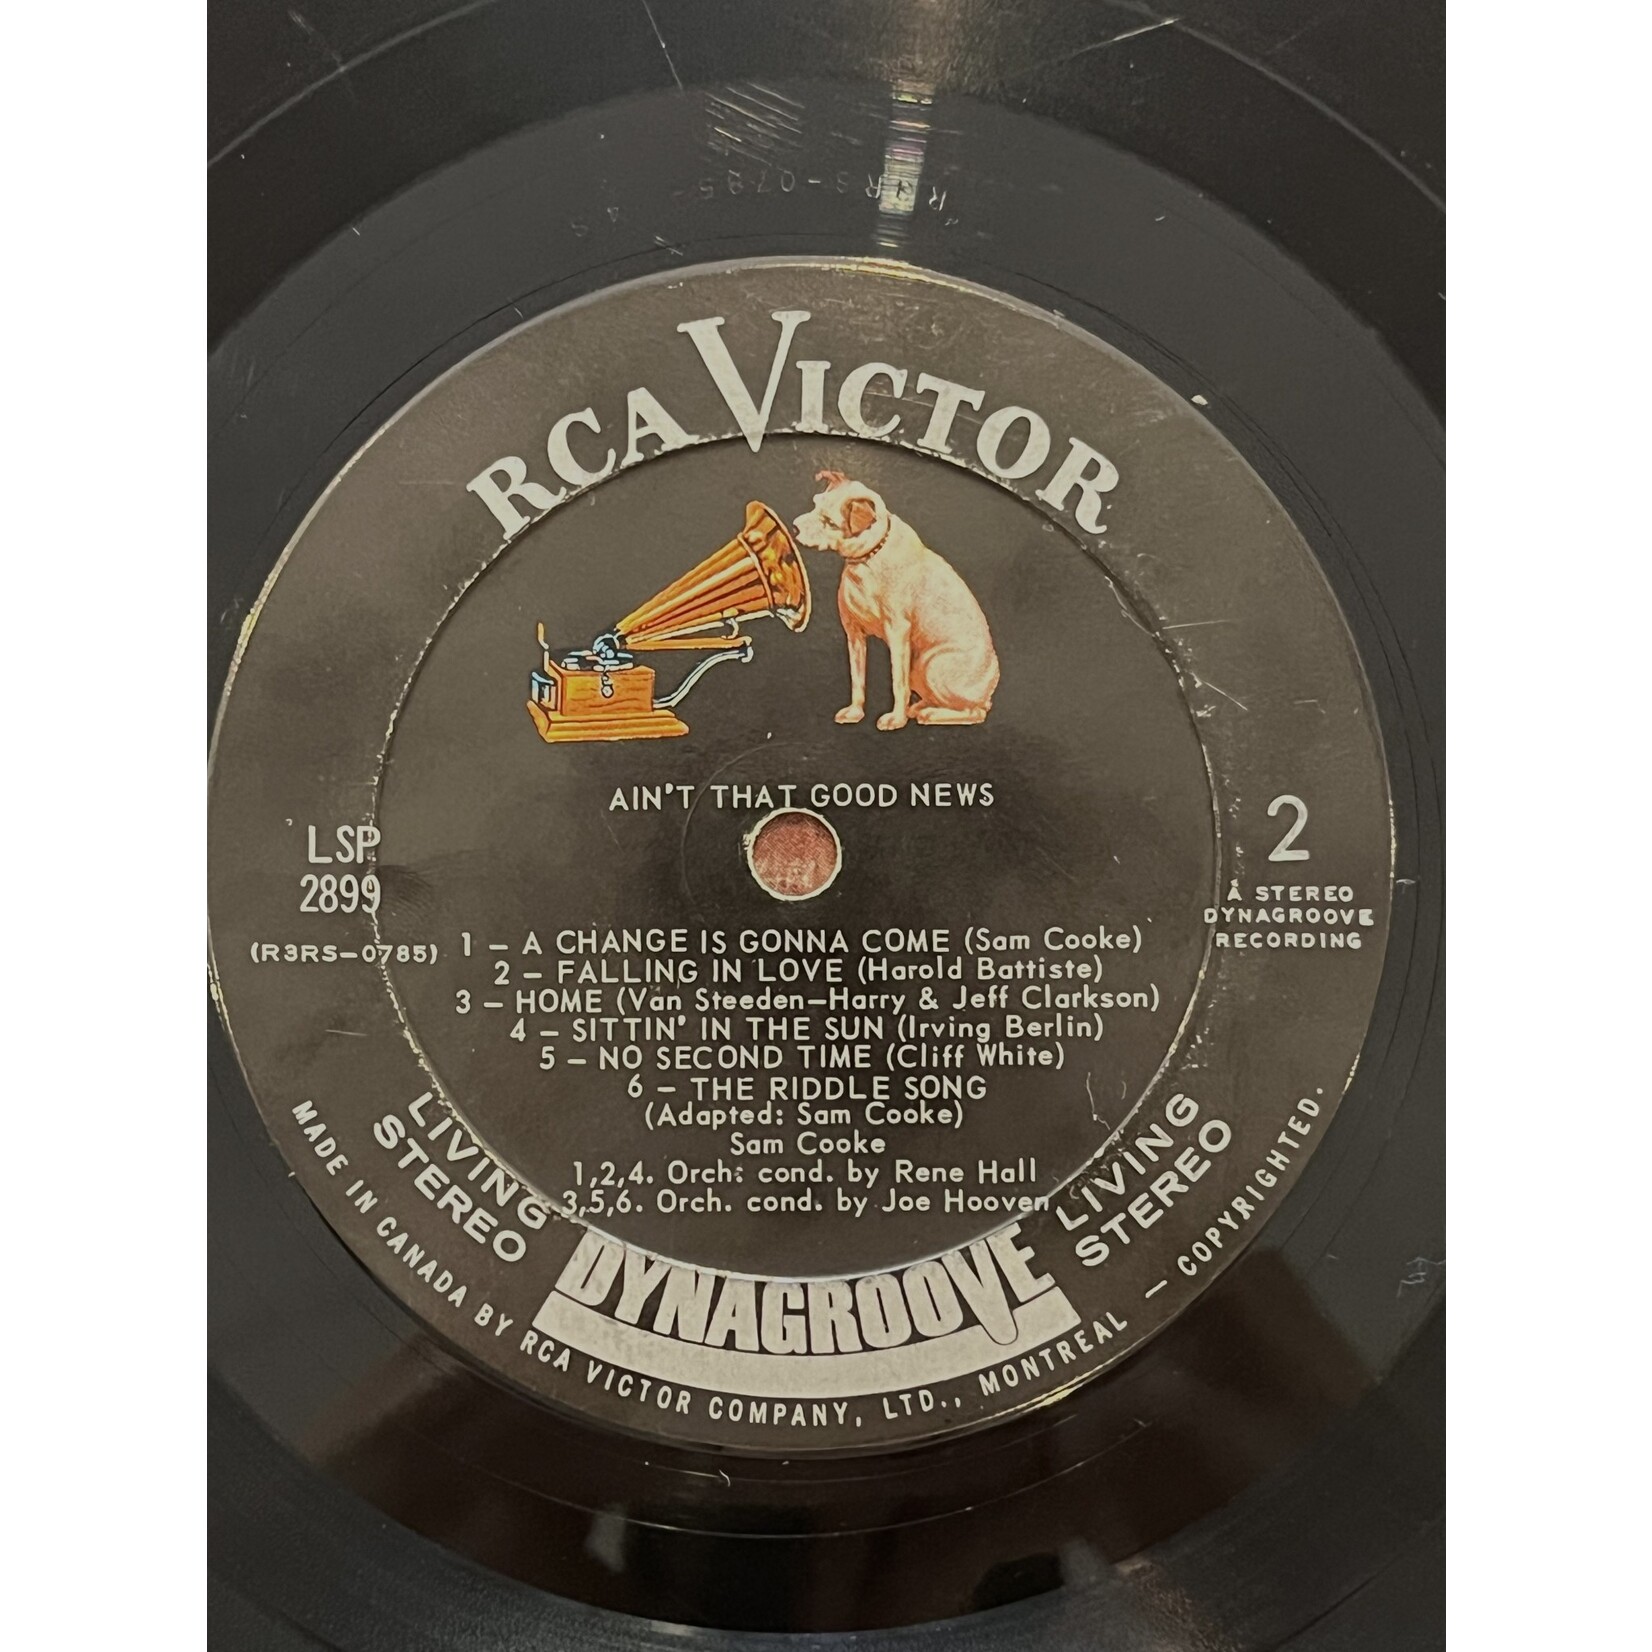 R3RS-0785-
4S
RCA VICTOR
AIN'T THAT GOOD NEWS
LSP
2899
(R3RS-0785)
2
A STEREO
DYNAGROOVE
RECORDING
1 - A CHANGE IS GONNA COME (Sam Cooke)
2 - FALLING IN LOVE (Harold Battiste)
3 - HOME (Van Steeden-Harry & Jeff Clarkson)
4 - SITTIN' IN THE SUN (Irving Berlin)
5 - NO SECOND TIME (Cliff White)
6 - THE RIDDLE SONG
(Adapted: Sam Cooke)
Sam Cooke
1,2,4. Orch: cond. by Rene Hall
3,5,6. Orch. cond. by Joe Hooven
LIVING
STEREO
LIVING
STEREO
DYNAGROOVE
MADE IN CANADA BY RCA VICTOR COMPANY, LTD., MONTREAL - COPYRIGHTED.